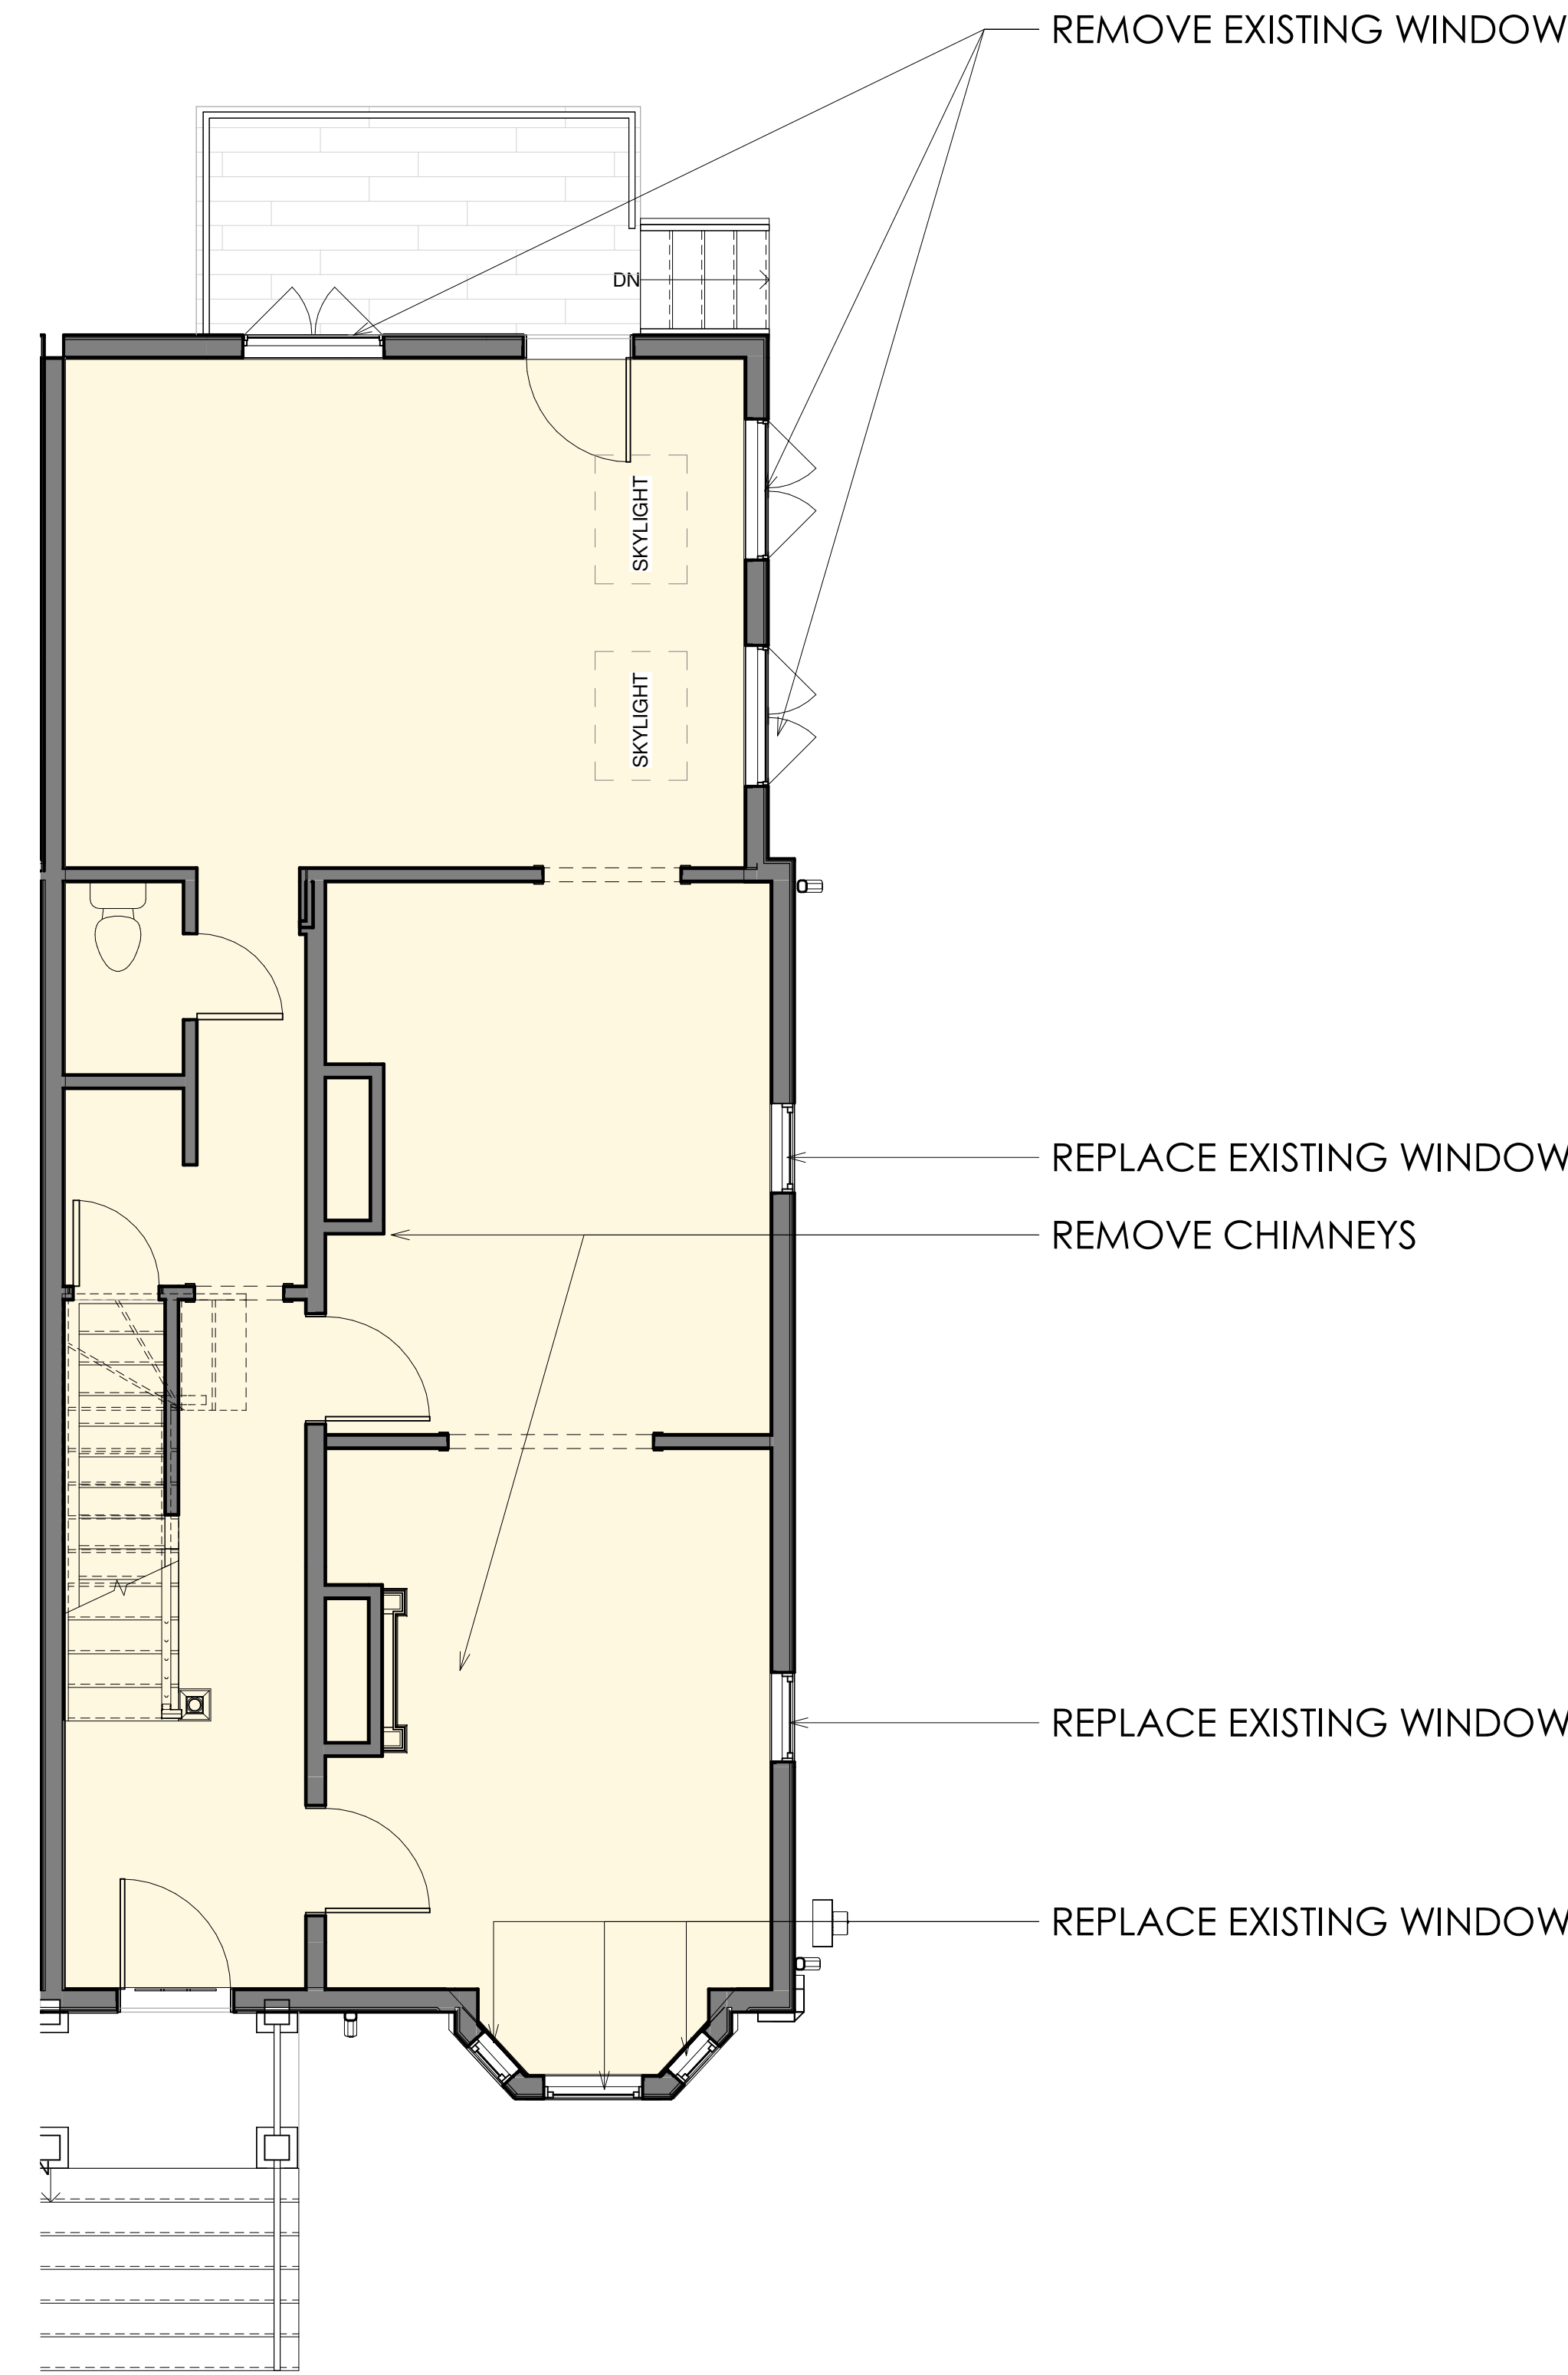 REMOVE EXISTING WINDOW
DN
SKYLIGHT
SKYLIGHT
REPLACE EXISTING WINDOW
REMOVE CHIMNEYS
REPLACE EXISTING WINDOW
REPLACE EXISTING WINDOW